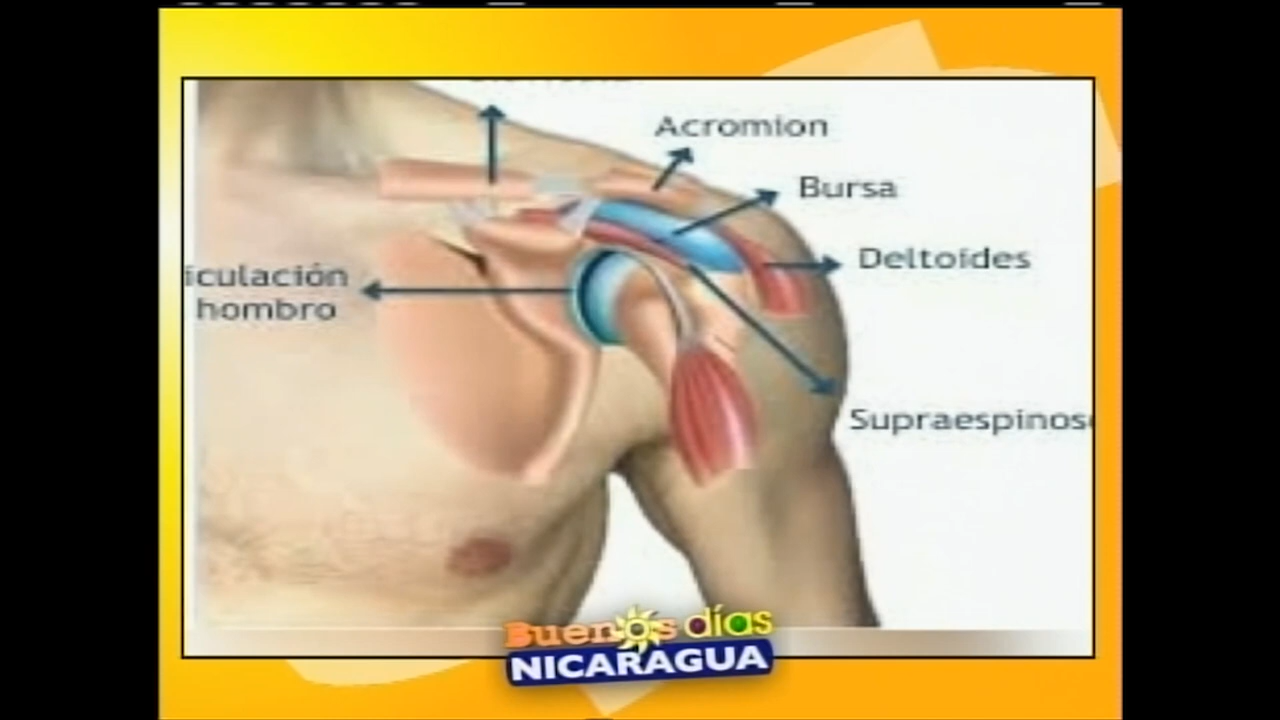 Acromion
Bursa
Deltoides
iculación
hombro
Supraespinos
Buenos días
NICARAGUA